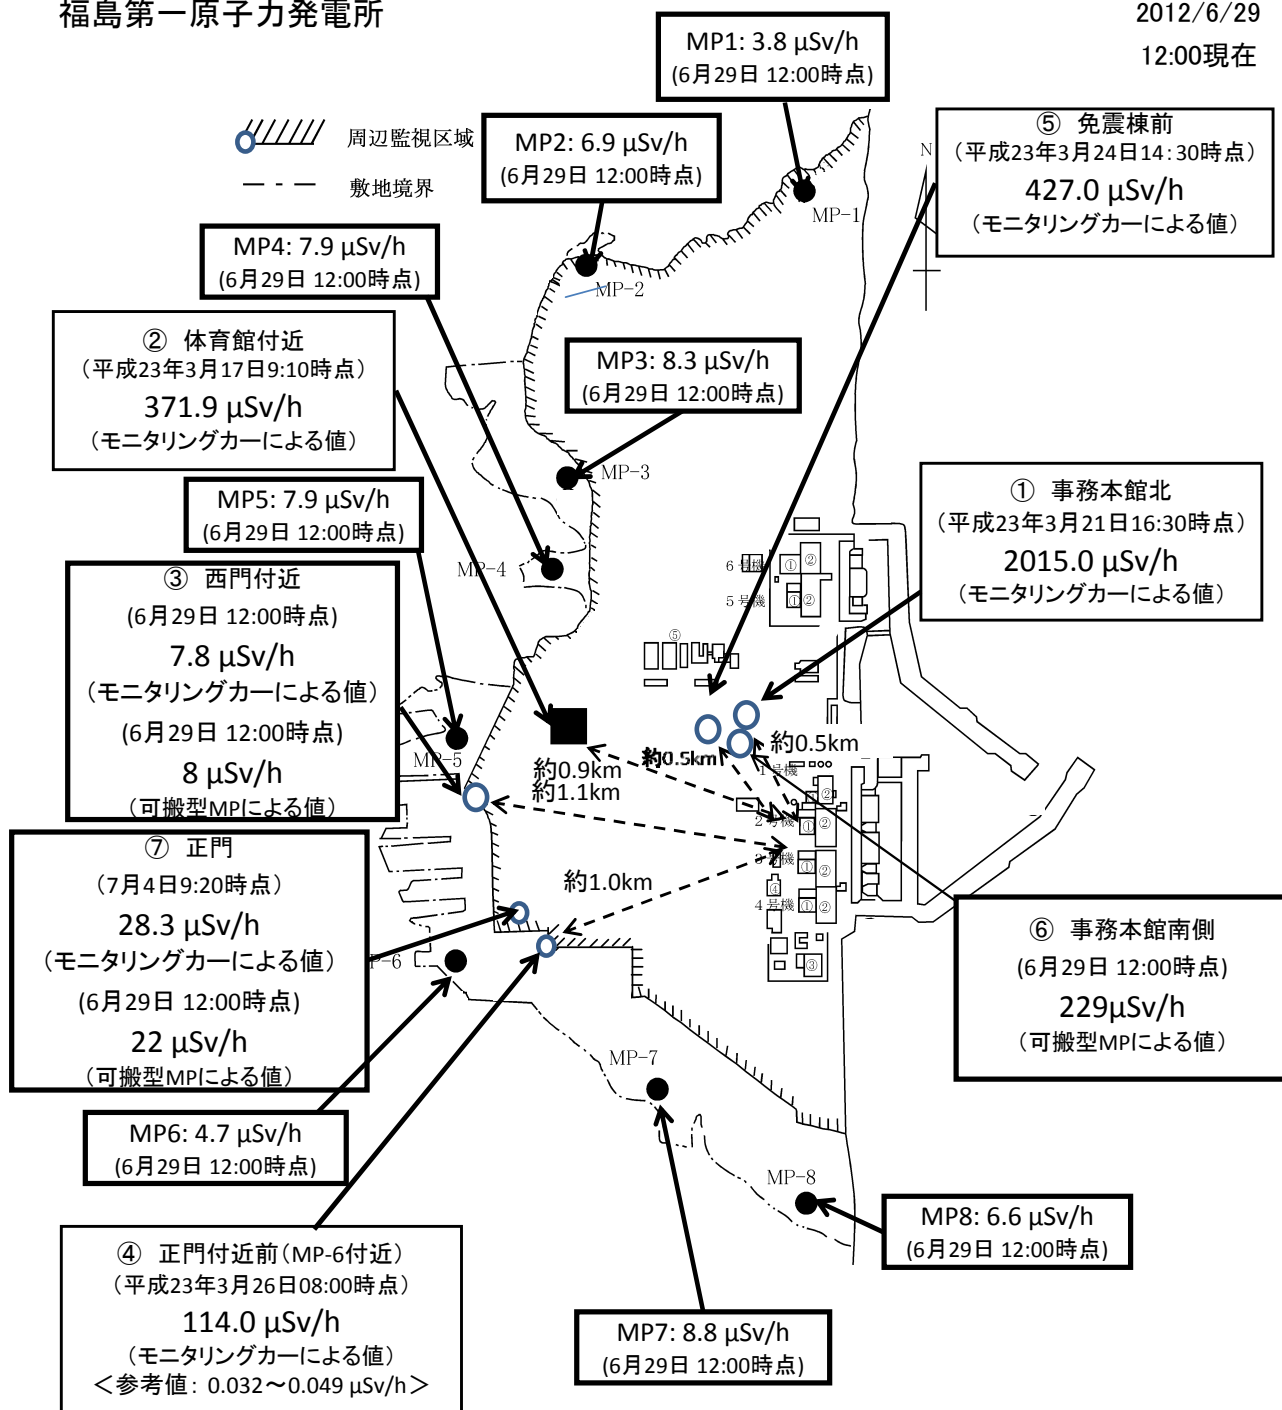 福島第一原子力発電所
2012/6/29
12:00現在
MP1: 3.8 µSv/h
(6月29日 12:00時点)
周辺監視区域
敷地境界
MP2: 6.9 µSv/h
(6月29日 12:00時点)
⑤ 免震棟前
(平成23年3月24日14:30時点)
427.0 µSv/h
(モニタリングカーによる値)
N
MP-1
MP4: 7.9 µSv/h
(6月29日 12:00時点)
MP-2
② 体育館付近
(平成23年3月17日9:10時点)
371.9 µSv/h
(モニタリングカーによる値)
MP3: 8.3 µSv/h
(6月29日 12:00時点)
MP-3
MP5: 7.9 µSv/h
(6月29日 12:00時点)
① 事務本館北
(平成23年3月21日16:30時点)
2015.0 µSv/h
(モニタリングカーによる値)
MP-4
6号機
① ②
5号機
① ②
③ 西門付近
(6月29日 12:00時点)
7.8 µSv/h
(モニタリングカーによる値)
(6月29日 12:00時点)
8 µSv/h
(可搬型MPによる値)
⑤
MP-5
約0.9km
約1.1km
約0.5km
約0.5km
1号機
②
2号機
① ②
3号機
①
④
4号機
① ②
③
約1.0km
⑦ 正門
(7月4日9:20時点)
28.3 µSv/h
(モニタリングカーによる値)
(6月29日 12:00時点)
22 µSv/h
(可搬型MPによる値)
P-6
⑥ 事務本館南側
(6月29日 12:00時点)
229µSv/h
(可搬型MPによる値)
MP-7
MP6: 4.7 µSv/h
(6月29日 12:00時点)
MP-8
MP8: 6.6 µSv/h
(6月29日 12:00時点)
④ 正門付近前(MP-6付近)
(平成23年3月26日08:00時点)
114.0 µSv/h
(モニタリングカーによる値)
＜参考値: 0.032～0.049 µSv/h＞
MP7: 8.8 µSv/h
(6月29日 12:00時点)